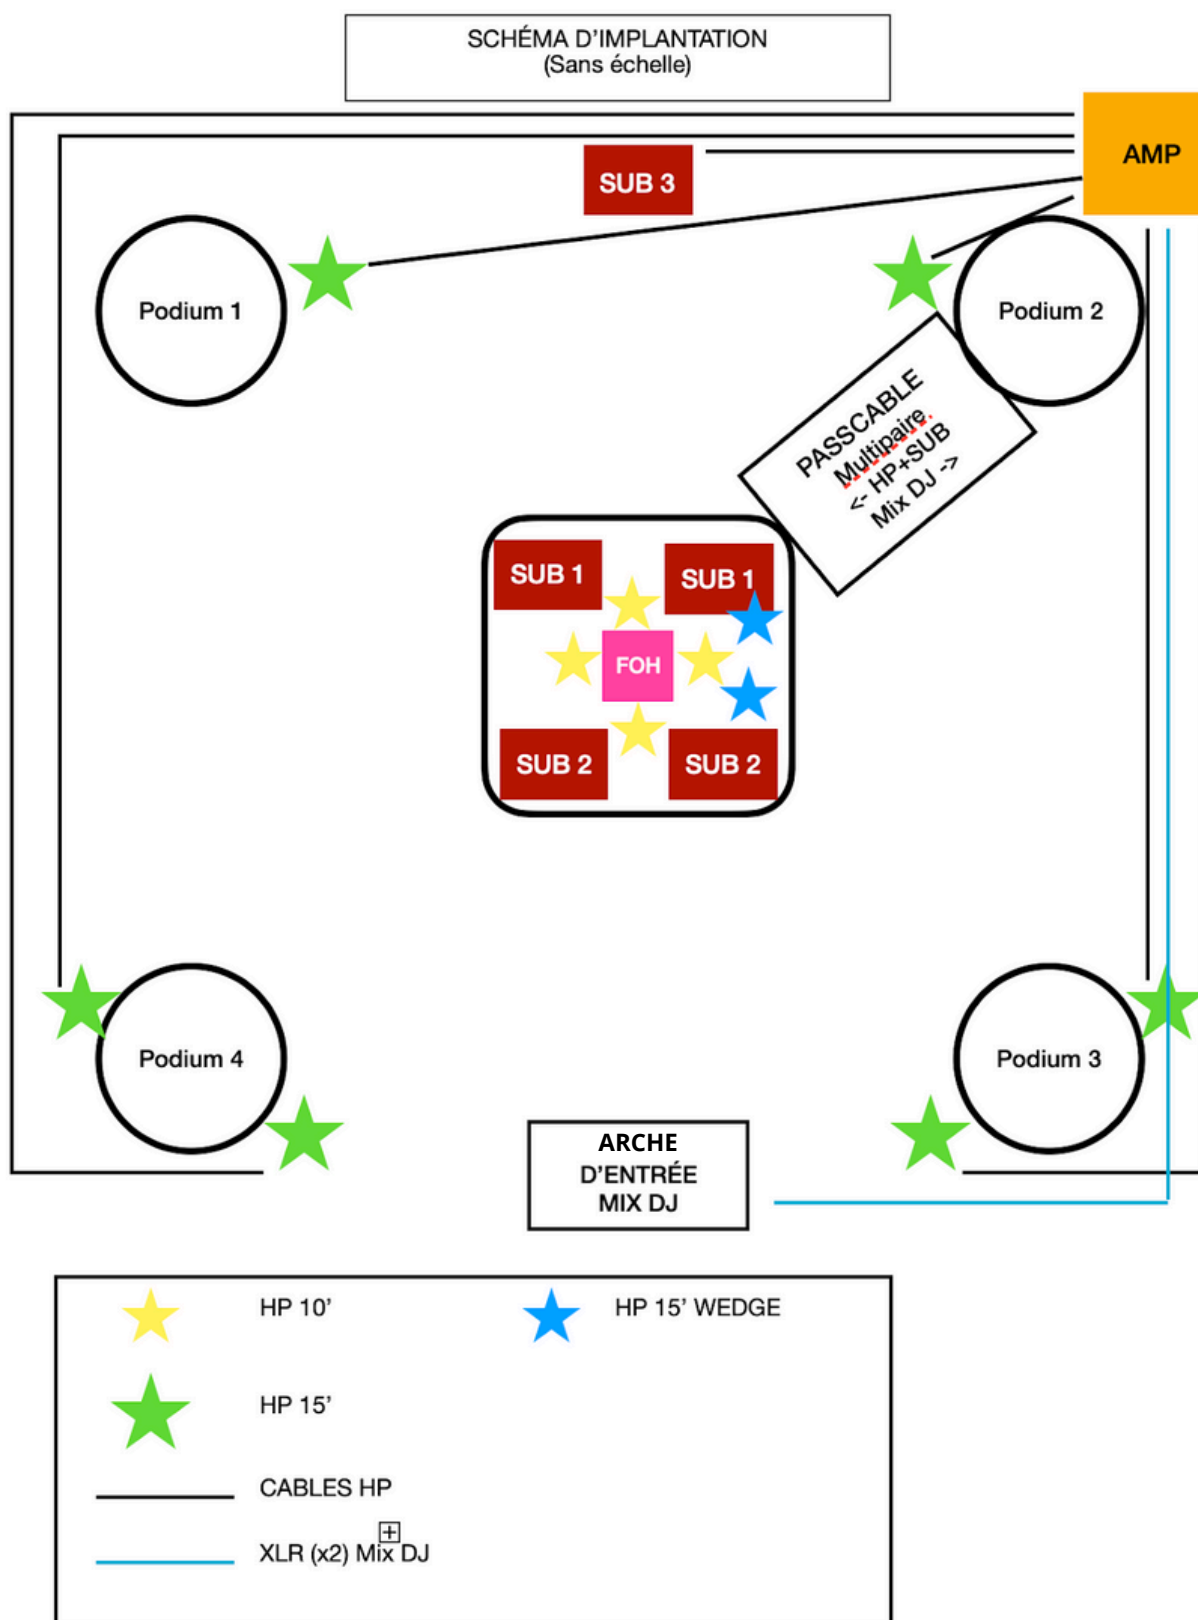 SCHÉMA D'IMPLANTATION
(Sans échelle)
AMP
SUB 3
Podium 1
Podium 2
PASSCABLE
Multipaire
<- HP+SUB
Mix DJ ->
SUB 1
SUB 1
FOH
SUB 2
SUB 2
Podium 4
Podium 3
ARCHE
D'ENTRÉE
MIX DJ
HP 10'
HP 15' WEDGE
HP 15'
CABLES HP
XLR (x2) Mix DJ